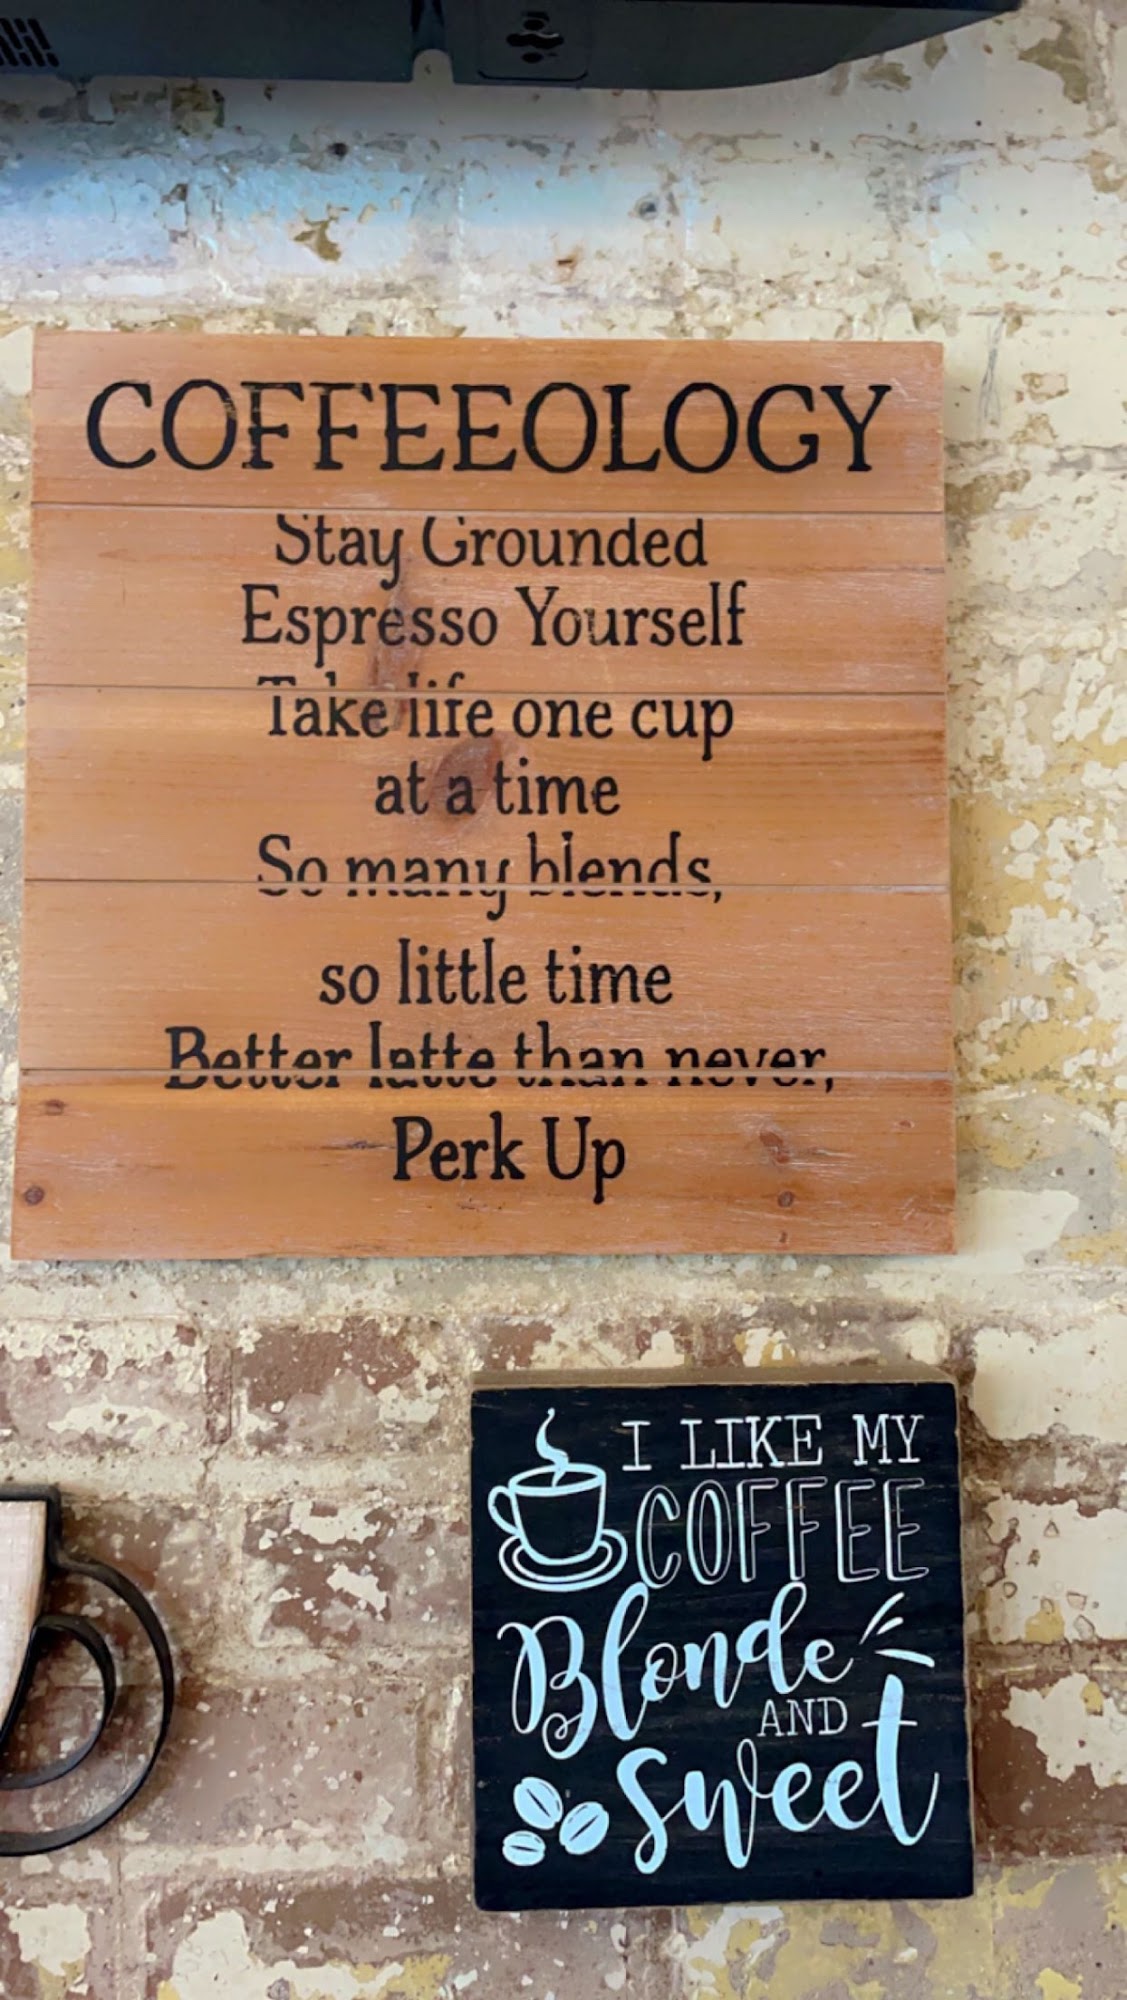 COFFEEOLOGY
Stay Grounded
Espresso Yourself
Take life one cup
at a time
So many blends,
so little time
Better latte than never,
Perk Up
I LIKE MY
COFFEE
Blonde
AND
Sweet